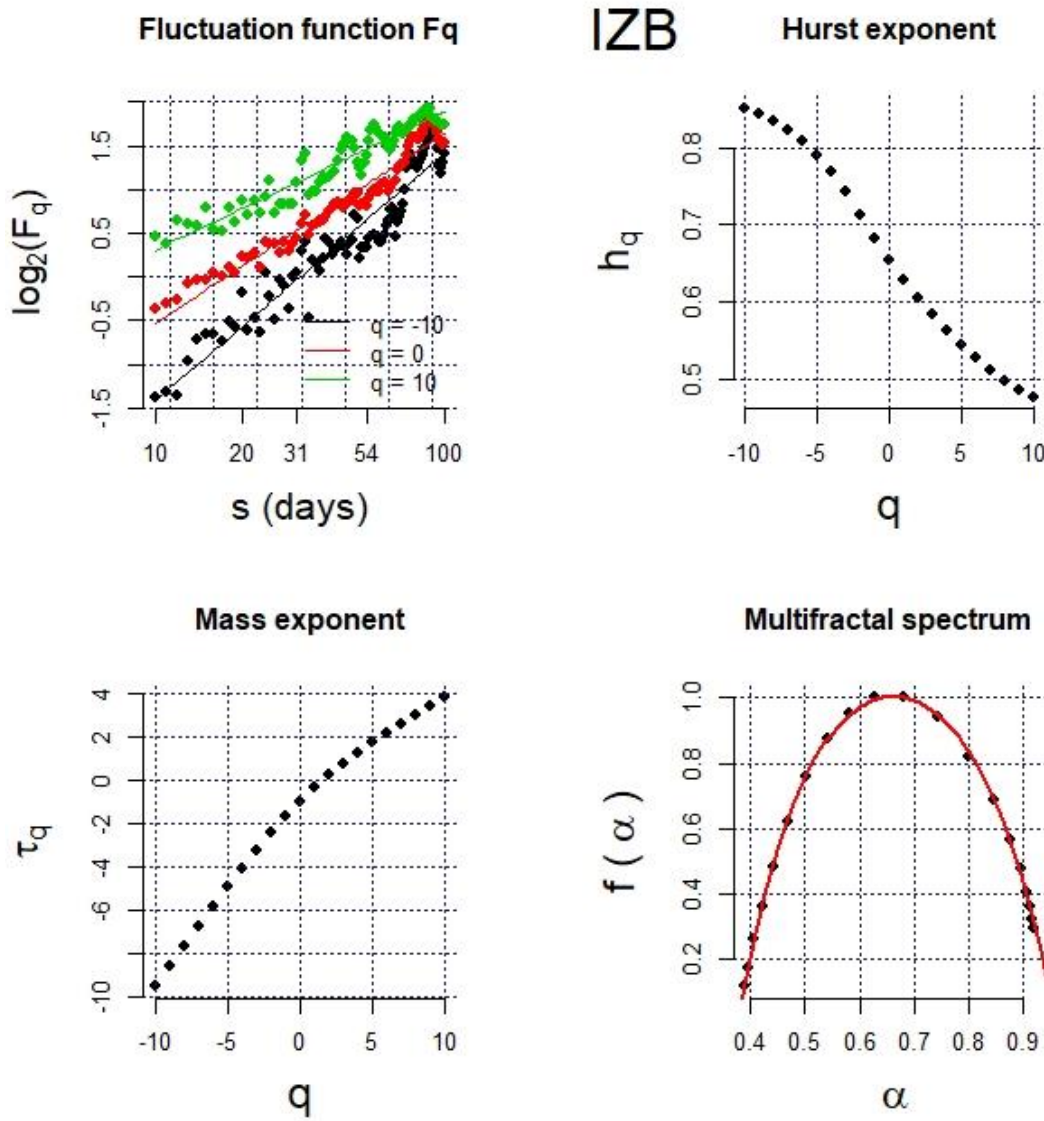 IZB
Fluctuation function Fq
log2(Fq)
1.5
0.5
-0.5
-1.5
q = -10
q = 0
q = 10
10 20 31 54 100
s (days)
Hurst exponent
hq
0.8
0.7
0.6
0.5
-10 -5 0 5 10
q
Mass exponent
τq
4
2
0
-2
-4
-6
-10
-10 -5 0 5 10
q
Multifractal spectrum
f ( α )
1.0
0.8
0.6
0.4
0.2
0.4 0.5 0.6 0.7 0.8 0.9
α